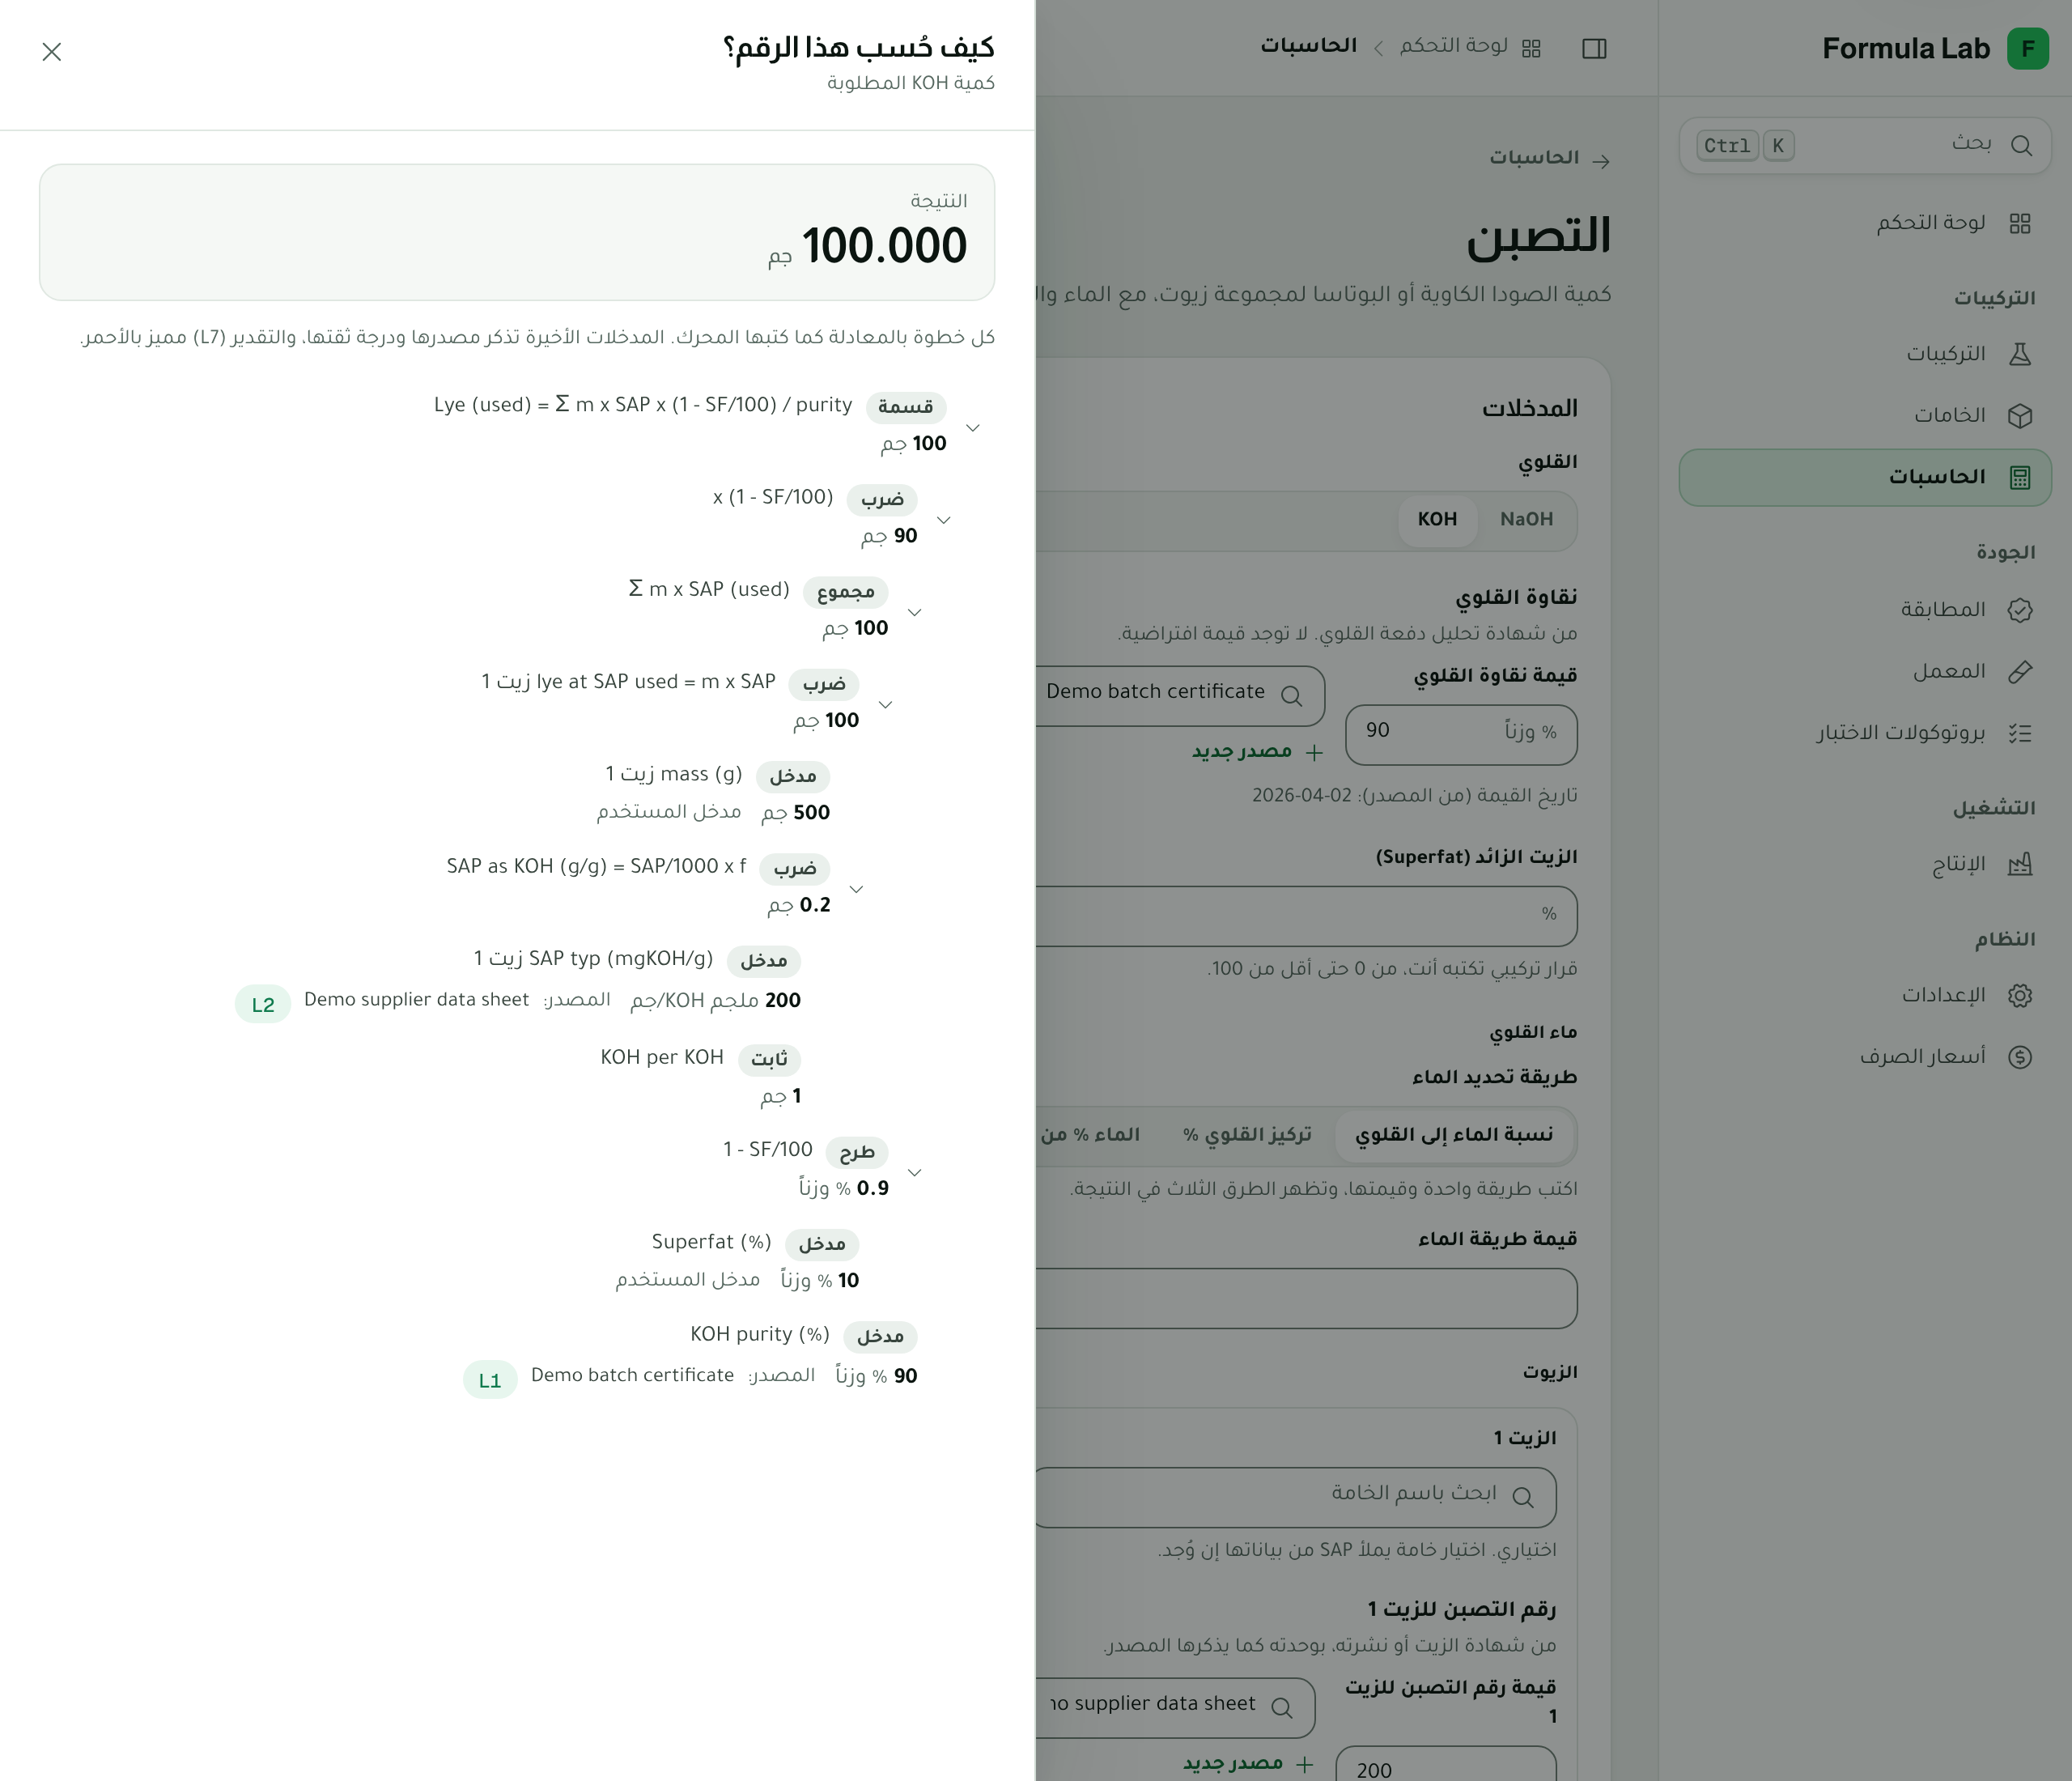 Formula Lab
F
بحث
Ctrl K
لوحة التحكم
التركيبات
التركيبات
الخامات
الحاسبات
الجودة
المطابقة
المعمل
بروتوكولات الاختبار
التشغيل
الإنتاج
النظام
الإعدادات
أسعار الصرف
لوحة التحكم
الحاسبات
الحاسبات
التصبن
كمية الصودا الكاوية أو البوتاسا لمجموعة زيوت، مع الماء
المدخلات
القلوي
NaOH KOH
نقاوة القلوي
من شهادة تحليل دفعة القلوي. لا توجد قيمة افتراضية.
قيمة نقاوة القلوي
90 % وزناً
Demo batch certificate
مصدر جديد
تاريخ القيمة (من المصدر): 02-04-2026
الزيت الزائد (Superfat)
%
قرار تركيبي تكتبه أنت، من 0 حتى أقل من 100.
ماء القلوي
طريقة تحديد الماء
نسبة الماء إلى القلوي
تركيز القلوي %
الماء % من
اكتب طريقة واحدة وقيمتها، وتظهر الطرق الثلاث في النتيجة.
قيمة طريقة الماء
الزيوت
الزيت 1
ابحث باسم الخامة
اختياري. اختيار خامة يملأ SAP من بياناتها إن وُجد.
رقم التصبن للزيت 1
من شهادة الزيت أو نشرته، بوحدته كما يذكرها المصدر.
قيمة رقم التصبن للزيت
1
supplier data sheet
مصدر جديد
200
كيف حُسب هذا الرقم؟
كمية KOH المطلوبة
النتيجة
100.000 جم
كل خطوة بالمعادلة كما كتبها المحرك. المدخلات الأخيرة تذكر مصدرها ودرجة ثقتها، والتقدير (L7) مميز بالأحمر.
قسمة Lye (used) = Σ m x SAP x (1 - SF/100) / purity
100 جم
ضرب x (1 - SF/100)
90 جم
مجموع Σ m x SAP (used)
100 جم
ضرب lye at SAP used = m x SAP زيت 1
100 جم
مدخل mass (g) زيت 1
500 جم مدخل المستخدم
ضرب SAP as KOH (g/g) = SAP/1000 x f
0.2 جم
مدخل SAP typ (mgKOH/g) زيت 1
200 ملجم KOH/جم المصدر: Demo supplier data sheet L2
ثابت KOH per KOH
1 جم
طرح 1 - SF/100
0.9 % وزناً
مدخل Superfat (%)
10 % وزناً مدخل المستخدم
مدخل KOH purity (%)
90 % وزناً المصدر: Demo batch certificate L1